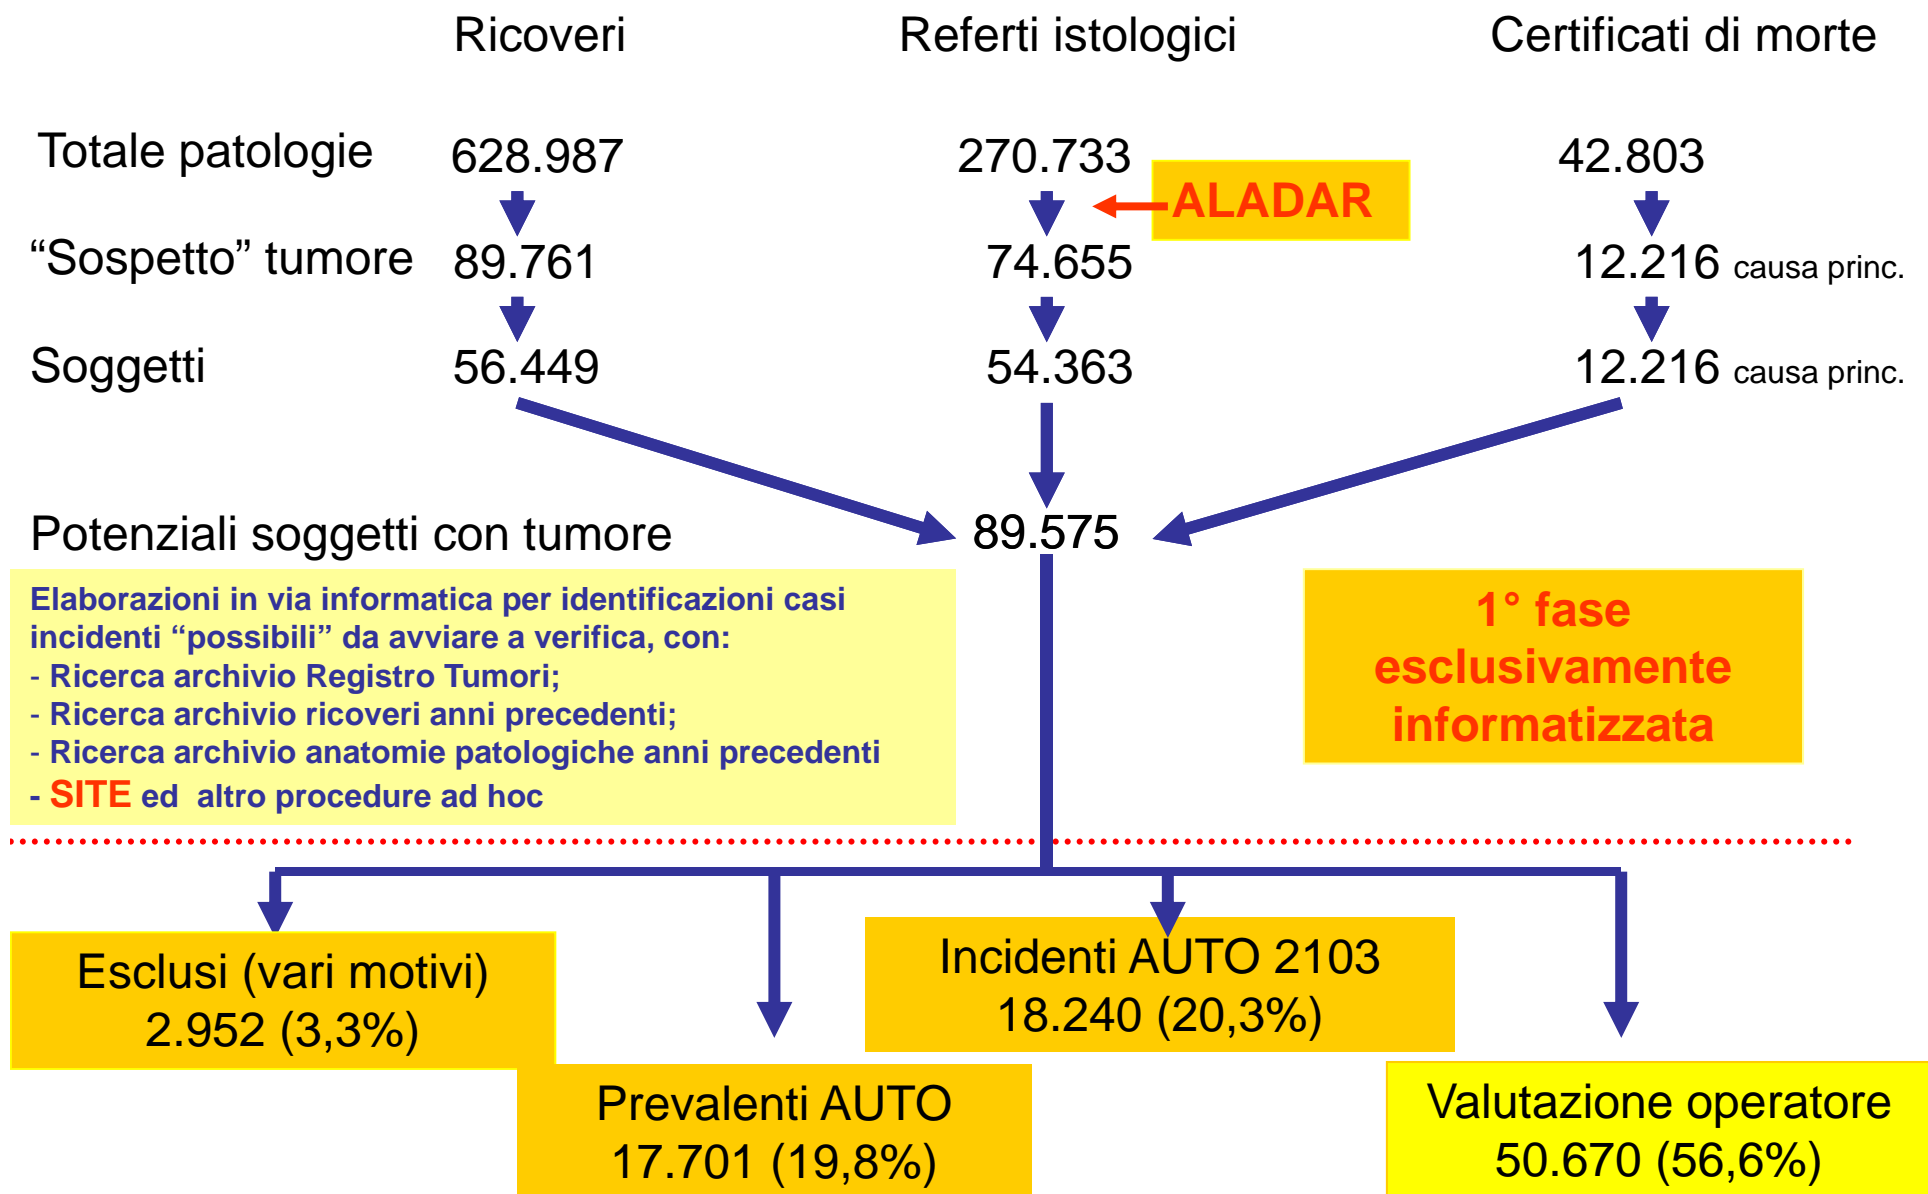 Ricoveri Referti istologici Certificati di morte
Totale patologie 628.987 270.733 42.803
ALADAR
“Sospetto” tumore 89.761 74.655 12.216 causa princ.
Soggetti 56.449 54.363 12.216 causa princ.
Potenziali soggetti con tumore 89.575
Elaborazioni in via informatica per identificazioni casi
incidenti “possibili” da avviare a verifica, con:
- Ricerca archivio Registro Tumori;
- Ricerca archivio ricoveri anni precedenti;
- Ricerca archivio anatomie patologiche anni precedenti
- SITE ed altro procedure ad hoc
1° fase
esclusivamente
informatizzata
Esclusi (vari motivi)
2.952 (3,3%)
Prevalenti AUTO
17.701 (19,8%)
Incidenti AUTO 2103
18.240 (20,3%)
Valutazione operatore
50.670 (56,6%)